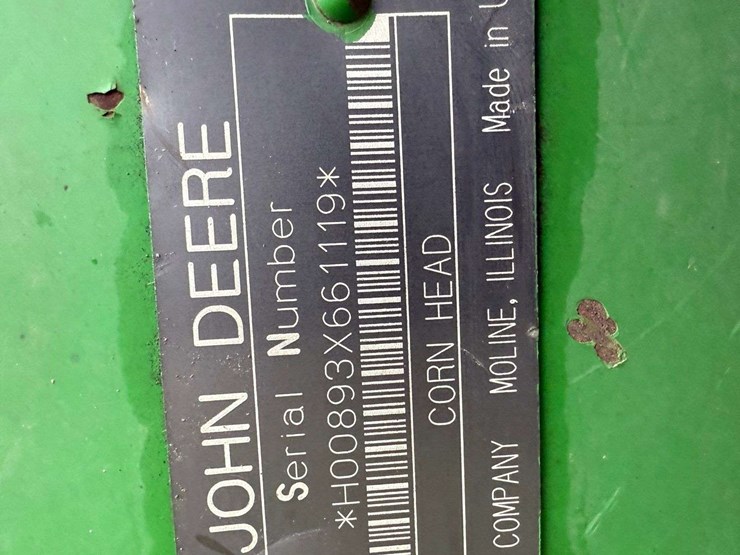 JOHN DEERE
Serial Number
*H00893X661119*
CORN HEAD
COMPANY MOLINE, ILLINOIS Made in U